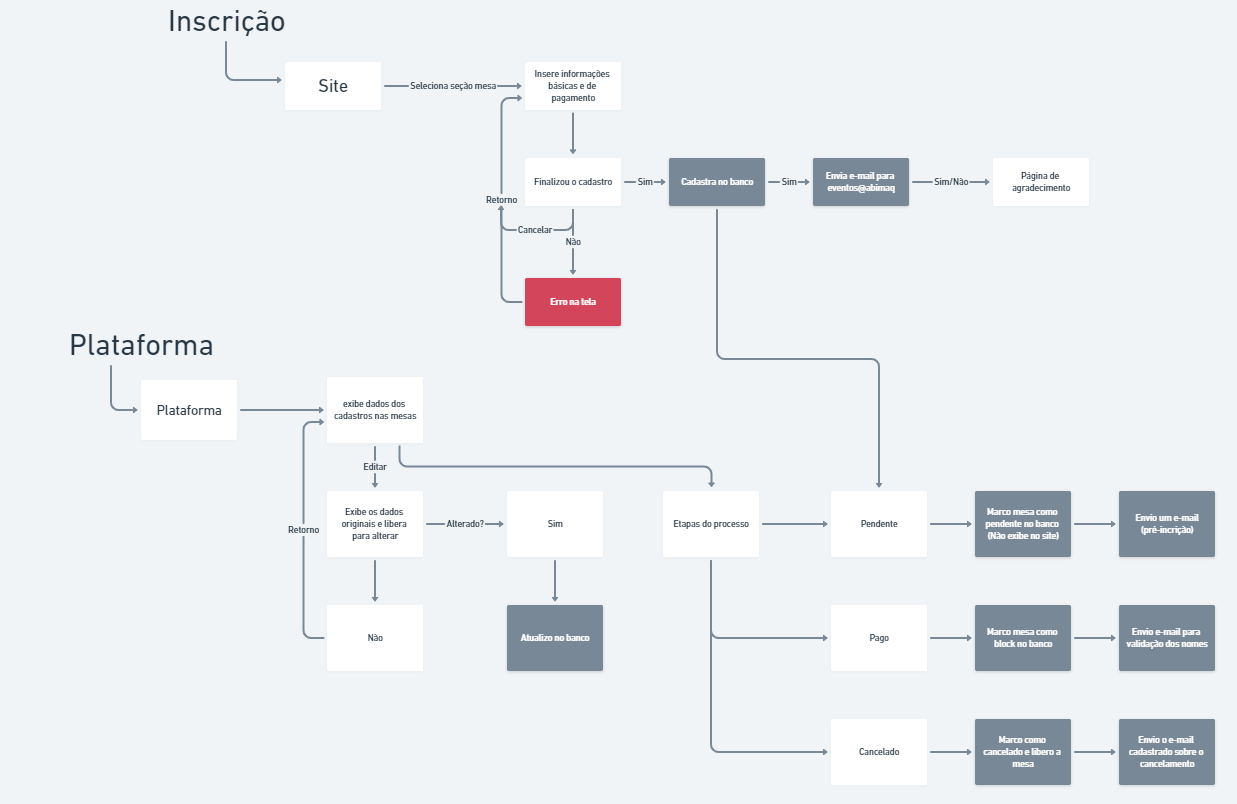 Inscrição
Site
Seleciona seção mesa
Insere informações
básicas e de
pagamento
Finalizou o cadastro
Sim
Cadastra no banco
Sim
Envia e-mail para
eventos@abimaq
Sim/Não
Página de
agradecimento
Retorno
Cancelar
Não
Erro na tela
Plataforma
Plataforma
exibe dados dos
cadastros nas mesas
Editar
Retorno
Exibe os dados
originais e libera
para alterar
Alterado?
Sim
Etapas do processo
Pendente
Marco mesa como
pendente no banco
(Não exibe no site)
Envio um e-mail
(pré-incrição)
Não
Atualizo no banco
Pago
Marco mesa como
block no banco
Envio e-mail para
validação dos nomes
Cancelado
Marco como
cancelado e libero a
mesa
Envio o e-mail
cadastrado sobre o
cancelamento